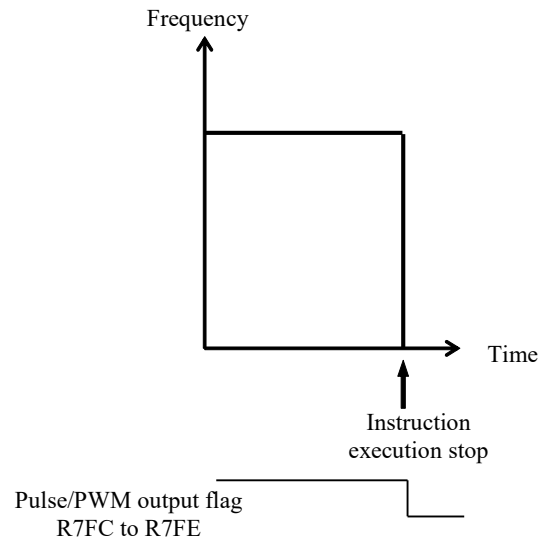 Frequency
Time
Instruction
execution stop
Pulse/PWM output flag
R7FC to R7FE